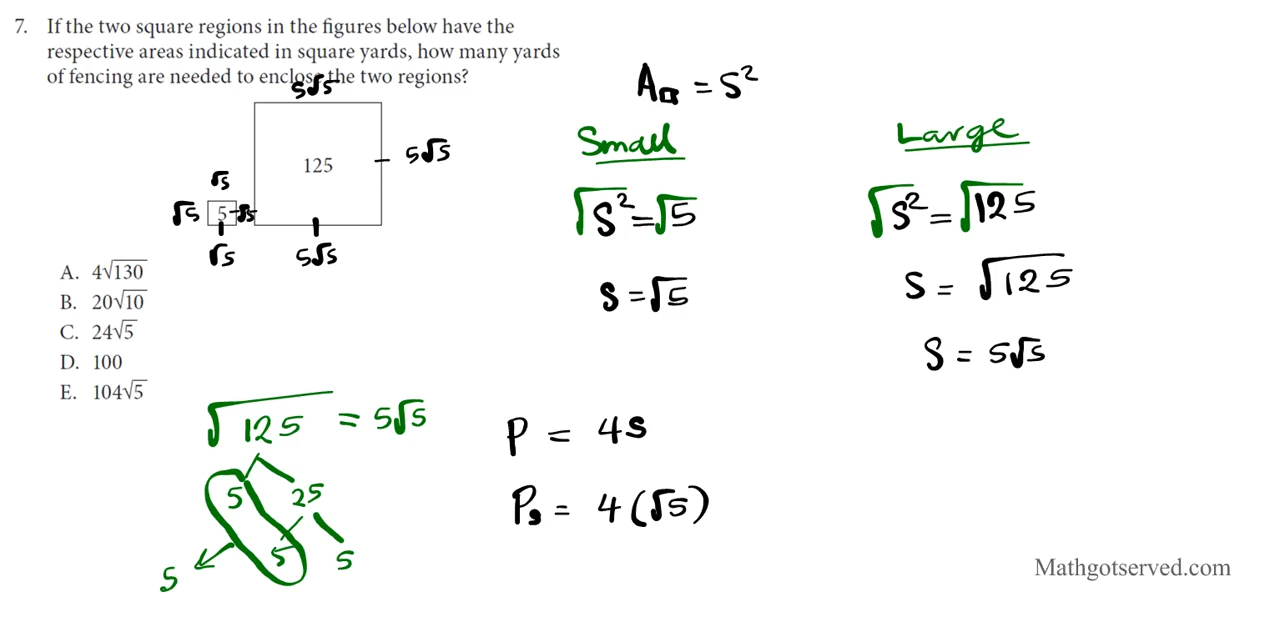 7. If the two square regions in the figures below have the
respective areas indicated in square yards, how many yards
of fencing are needed to enclose the two regions?
5√5
125
5√5
√5
√5
5
√5
√5
5√5
A. 4√130
B. 20√10
C. 24√5
D. 100
E. 104√5
√125 = 5√5
5 25
5 5
5
A□ = S²
Small
√S² = √5
S = √5
Large
√S² = √125
S = √125
S = 5√5
P = 4S
Pₛ = 4(√5)
Mathgotserved.com